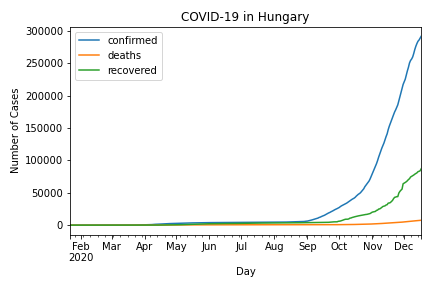 COVID-19 in Hungary
confirmed
deaths
recovered
Number of Cases
300000
250000
200000
150000
100000
50000
0
Feb Mar Apr May Jun Jul Aug Sep Oct Nov Dec
2020
Day